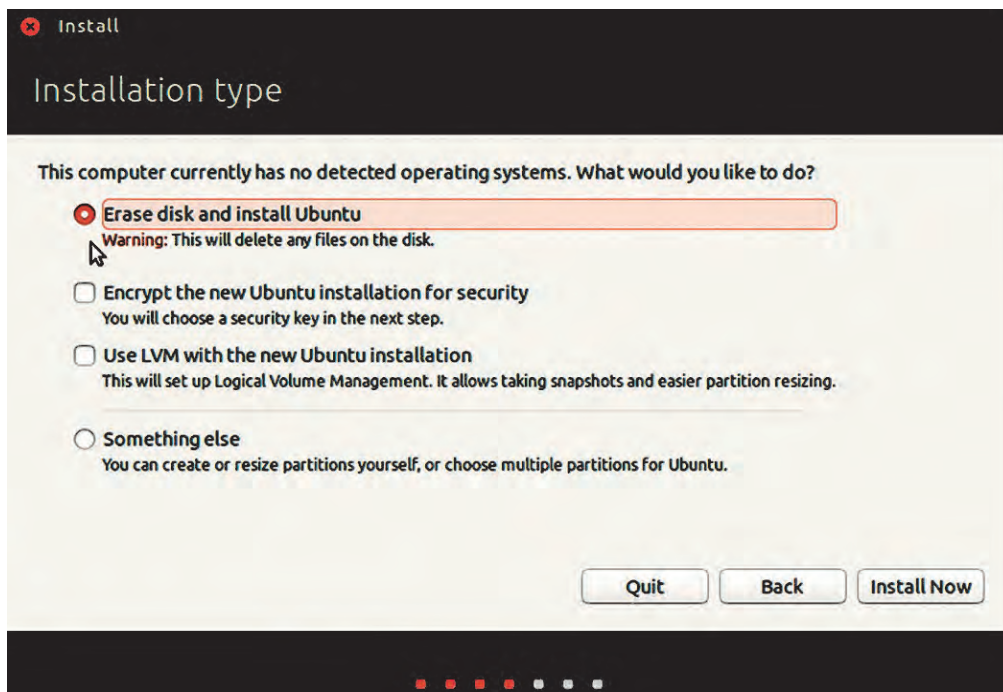 Install
Installation type
This computer currently has no detected operating systems. What would you like to do?
Erase disk and install Ubuntu
Warning: This will delete any files on the disk.
Encrypt the new Ubuntu installation for security
You will choose a security key in the next step.
Use LVM with the new Ubuntu installation
This will set up Logical Volume Management. It allows taking snapshots and easier partition resizing.
Something else
You can create or resize partitions yourself, or choose multiple partitions for Ubuntu.
Quit Back Install Now